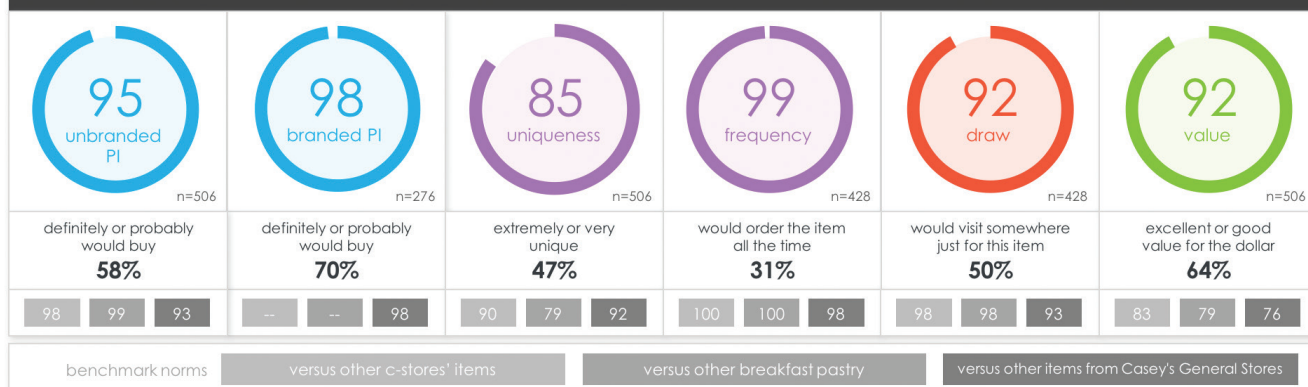 95
unbranded
PI
n=506
98
branded PI
n=276
85
uniqueness
n=506
99
frequency
n=428
92
draw
n=428
92
value
n=506
definitely or probably
would buy
58%
definitely or probably
would buy
70%
extremely or very
unique
47%
would order the item
all the time
31%
would visit somewhere
just for this item
50%
excellent or good
value for the dollar
64%
98 99 93
-- -- 98
90 79 92
100 100 98
98 98 93
83 79 76
benchmark norms
versus other c-stores' items
versus other breakfast pastry
versus other items from Casey's General Stores